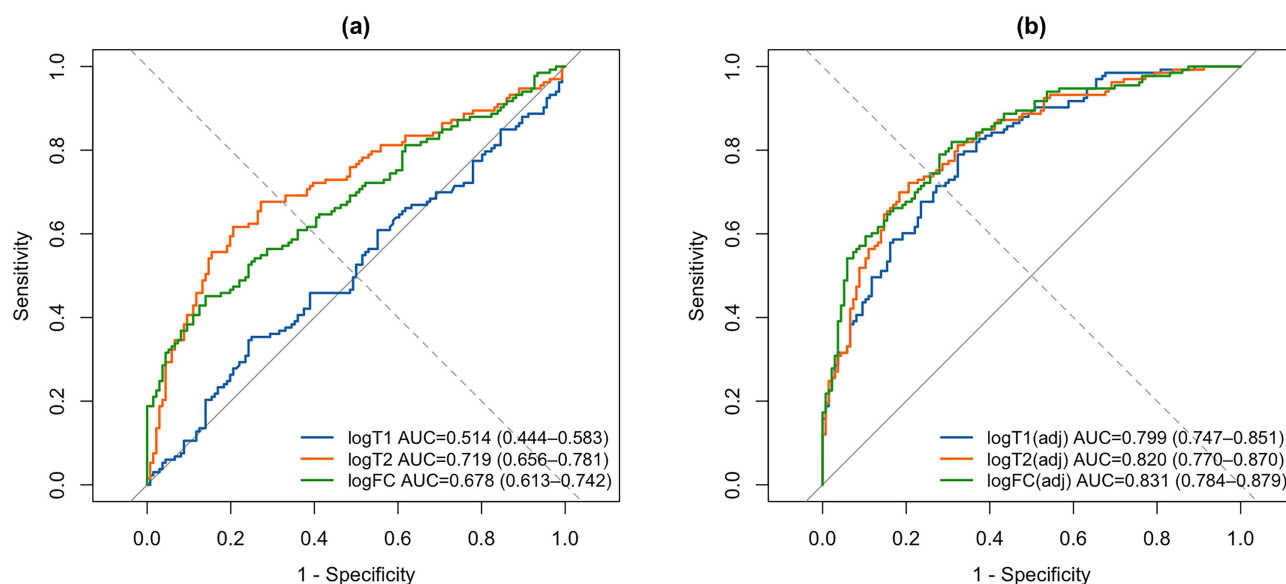 (a)
Sensitivity
1.0
0.8
0.6
0.4
0.2
0.0
logT1 AUC=0.514 (0.444–0.583)
logT2 AUC=0.719 (0.656–0.781)
logFC AUC=0.678 (0.613–0.742)
0.0 0.2 0.4 0.6 0.8 1.0
1 - Specificity
(b)
Sensitivity
1.0
0.8
0.6
0.4
0.2
0.0
logT1(adj) AUC=0.799 (0.747–0.851)
logT2(adj) AUC=0.820 (0.770–0.870)
logFC(adj) AUC=0.831 (0.784–0.879)
0.0 0.2 0.4 0.6 0.8 1.0
1 - Specificity